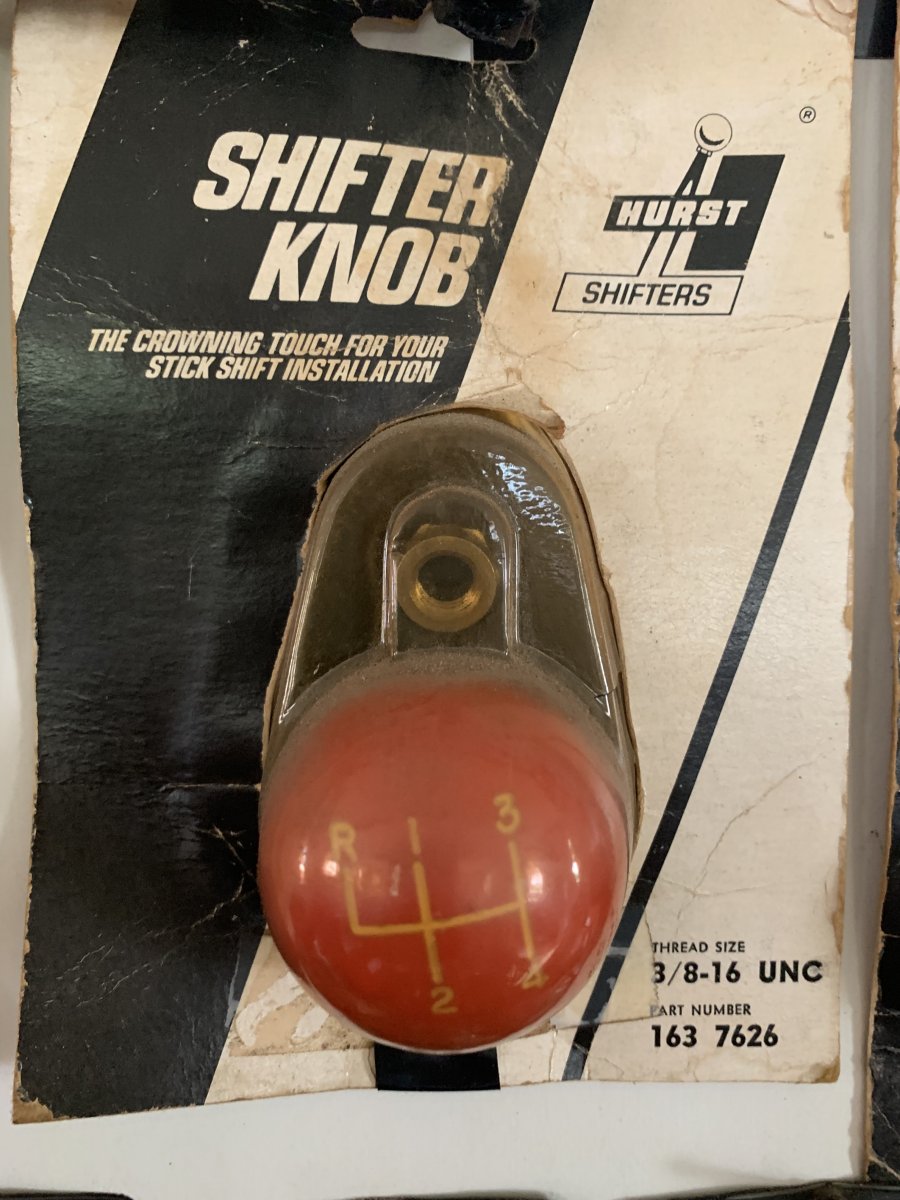 SHIFTER
KNOB
THE CROWNING TOUCH FOR YOUR
STICK SHIFT INSTALLATION
®
HURST
SHIFTERS
R 1 3
2 4
THREAD SIZE
3/8-16 UNC
PART NUMBER
163 7626